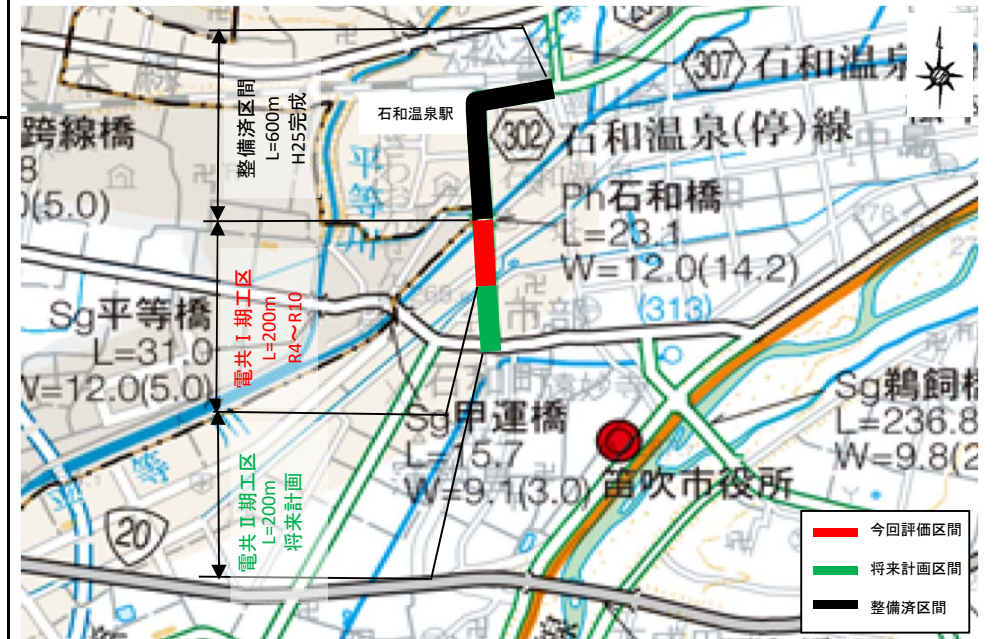 整備済区間
L=600m
H25完成
電共Ⅰ期工区
L=200m
R4～R10
電共Ⅱ期工区
L=200m
将来計画
石和温泉駅
跨線橋
(5.0)
307
石和温泉
302
石和温泉(停)線
Ph石和橋
L=23.1
W=12.0(14.2)
(313)
市部
Sg平等橋
L=31.0
W=12.0(5.0)
Sg甲運橋
L=15.7
W=9.1(3.0)
笛吹市役所
Sg鵜飼橋
L=236.8
W=9.8(2
20
今回評価区間
将来計画区間
整備済区間